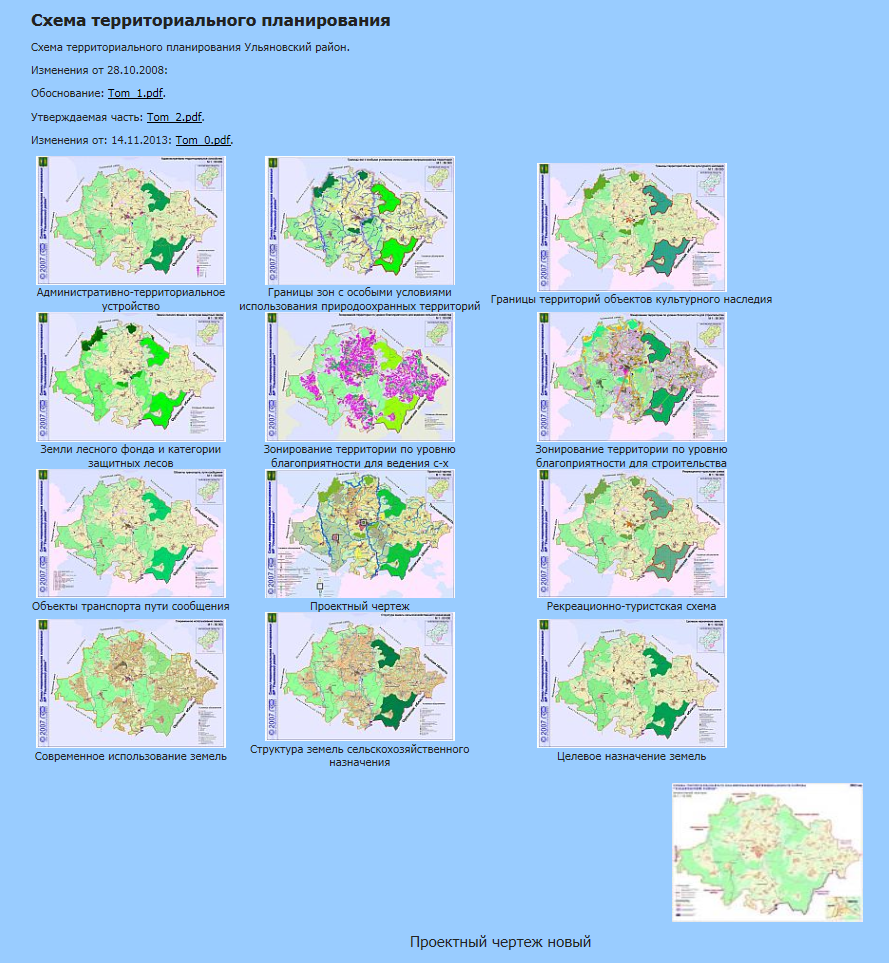 Схема территориального планирования
Схема территориального планирования Ульяновский район.
Изменения от 28.10.2008:
Обоснование: Tom_1.pdf.
Утверждаемая часть: Tom_2.pdf.
Изменения от: 14.11.2013: Tom_0.pdf.
Административно-территориальное
устройство
Границы зон с особыми условиями
использования природоохранных территорий
Границы территорий объектов культурного наследия
Земли лесного фонда и категории
защитных лесов
Зонирование территории по уровню
благоприятности для ведения с-х
Зонирование территории по уровню
благоприятности для строительства
Объекты транспорта пути сообщения
Проектный чертеж
Рекреационно-туристская схема
Современное использование земель
Структура земель сельскохозяйственного
назначения
Целевое назначение земель
Проектный чертеж новый